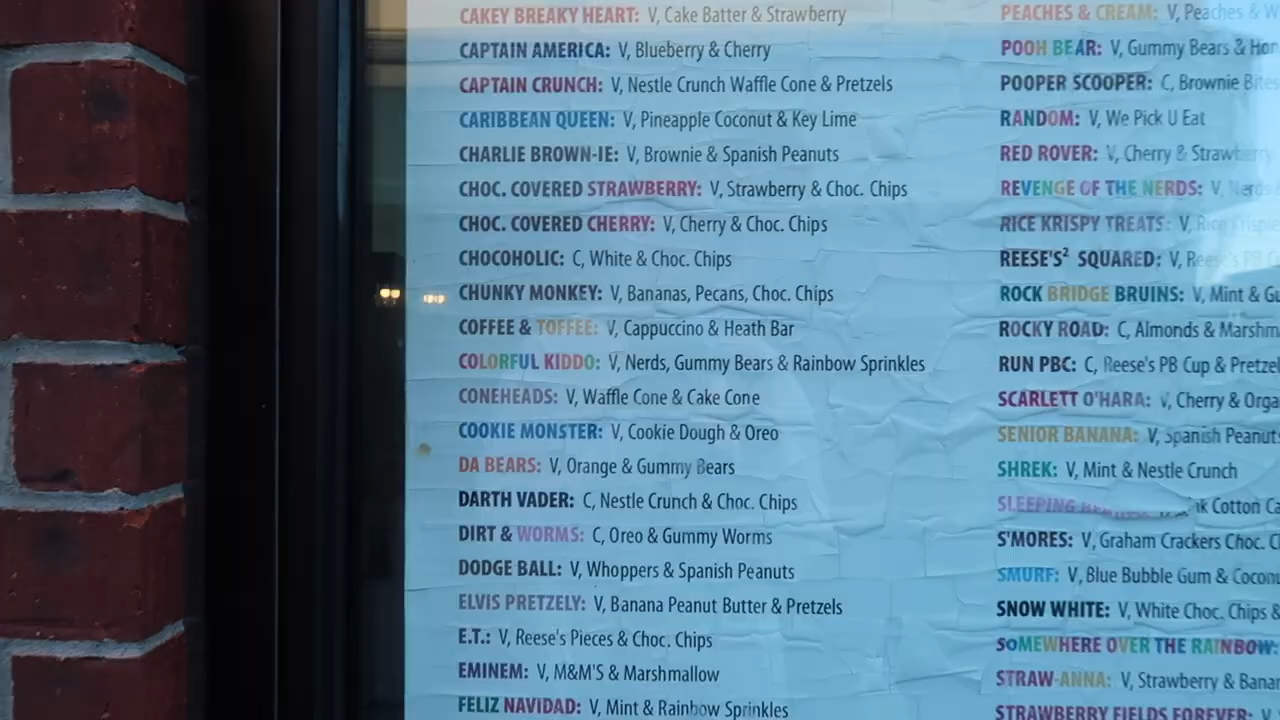 CAKEY BREAKY HEART: V, Cake Batter & Strawberry
CAPTAIN AMERICA: V, Blueberry & Cherry
CAPTAIN CRUNCH: V, Nestle Crunch Waffle Cone & Pretzels
CARIBBEAN QUEEN: V, Pineapple Coconut & Key Lime
CHARLIE BROWN-IE: V, Brownie & Spanish Peanuts
CHOC. COVERED STRAWBERRY: V, Strawberry & Choc. Chips
CHOC. COVERED CHERRY: V, Cherry & Choc. Chips
CHOCOHOLIC: C, White & Choc. Chips
CHUNKY MONKEY: V, Bananas, Pecans, Choc. Chips
COFFEE & TOFFEE: V, Cappuccino & Heath Bar
COLORFUL KIDDO: V, Nerds, Gummy Bears & Rainbow Sprinkles
CONEHEADS: V, Waffle Cone & Cake Cone
COOKIE MONSTER: V, Cookie Dough & Oreo
DA BEARS: V, Orange & Gummy Bears
DARTH VADER: C, Nestle Crunch & Choc. Chips
DIRT & WORMS: C, Oreo & Gummy Worms
DODGE BALL: V, Whoppers & Spanish Peanuts
ELVIS PRETZELY: V, Banana Peanut Butter & Pretzels
E.T.: V, Reese's Pieces & Choc. Chips
EMINEM: V, M&M'S & Marshmallow
FELIZ NAVIDAD: V, Mint & Rainbow Sprinkles
PEACHES & CREAM: V, Peaches & W
POOH BEAR: V, Gummy Bears & Hon
POOPER SCOOPER: C, Brownie Bites
RANDOM: V, We Pick U Eat
RED ROVER: V, Cherry & Strawberry
REVENGE OF THE NERDS: V, Nerds
RICE KRISPY TREATS: V, Rice Krispie
REESE'S² SQUARED: V, Reese's PB C
ROCK BRIDGE BRUINS: V, Mint & Gu
ROCKY ROAD: C, Almonds & Marshm
RUN PBC: C, Reese's PB Cup & Pretzel
SCARLETT O'HARA: V, Cherry & Orga
SENIOR BANANA: V, Spanish Peanuts
SHREK: V, Mint & Nestle Crunch
SLEEPING Cotton Ca
S'MORES: V, Graham Crackers Choc. C
SMURF: V, Blue Bubble Gum & Coconu
SNOW WHITE: V, White Choc. Chips &
SoMEWHERE OVER THE RAINBOW:
STRAW-ANNA: V, Strawberry & Banan
STRAWBERRY FIELDS FOREVER: V